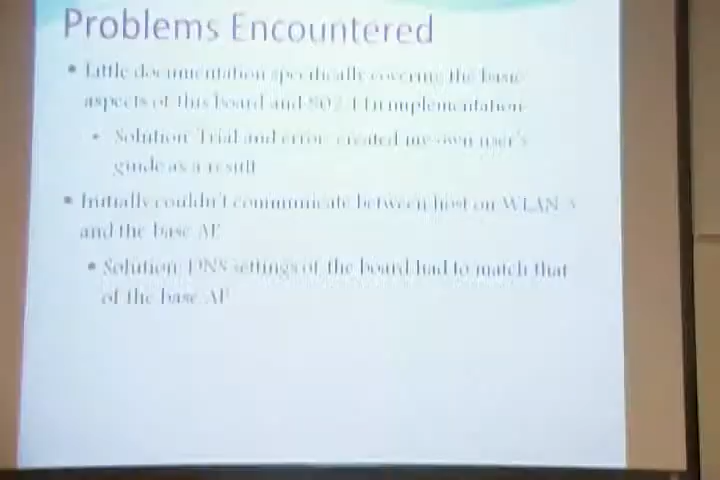 Problems Encountered
• Little documentation specifically covering the basic
aspects of this board and 802.11n implementation
• Solution: Trial and error: created my own user's
guide as a result
• Initially couldn't communicate between host on WLAN
and the base AP
• Solution: DNS settings of the board had to match that
of the base AP